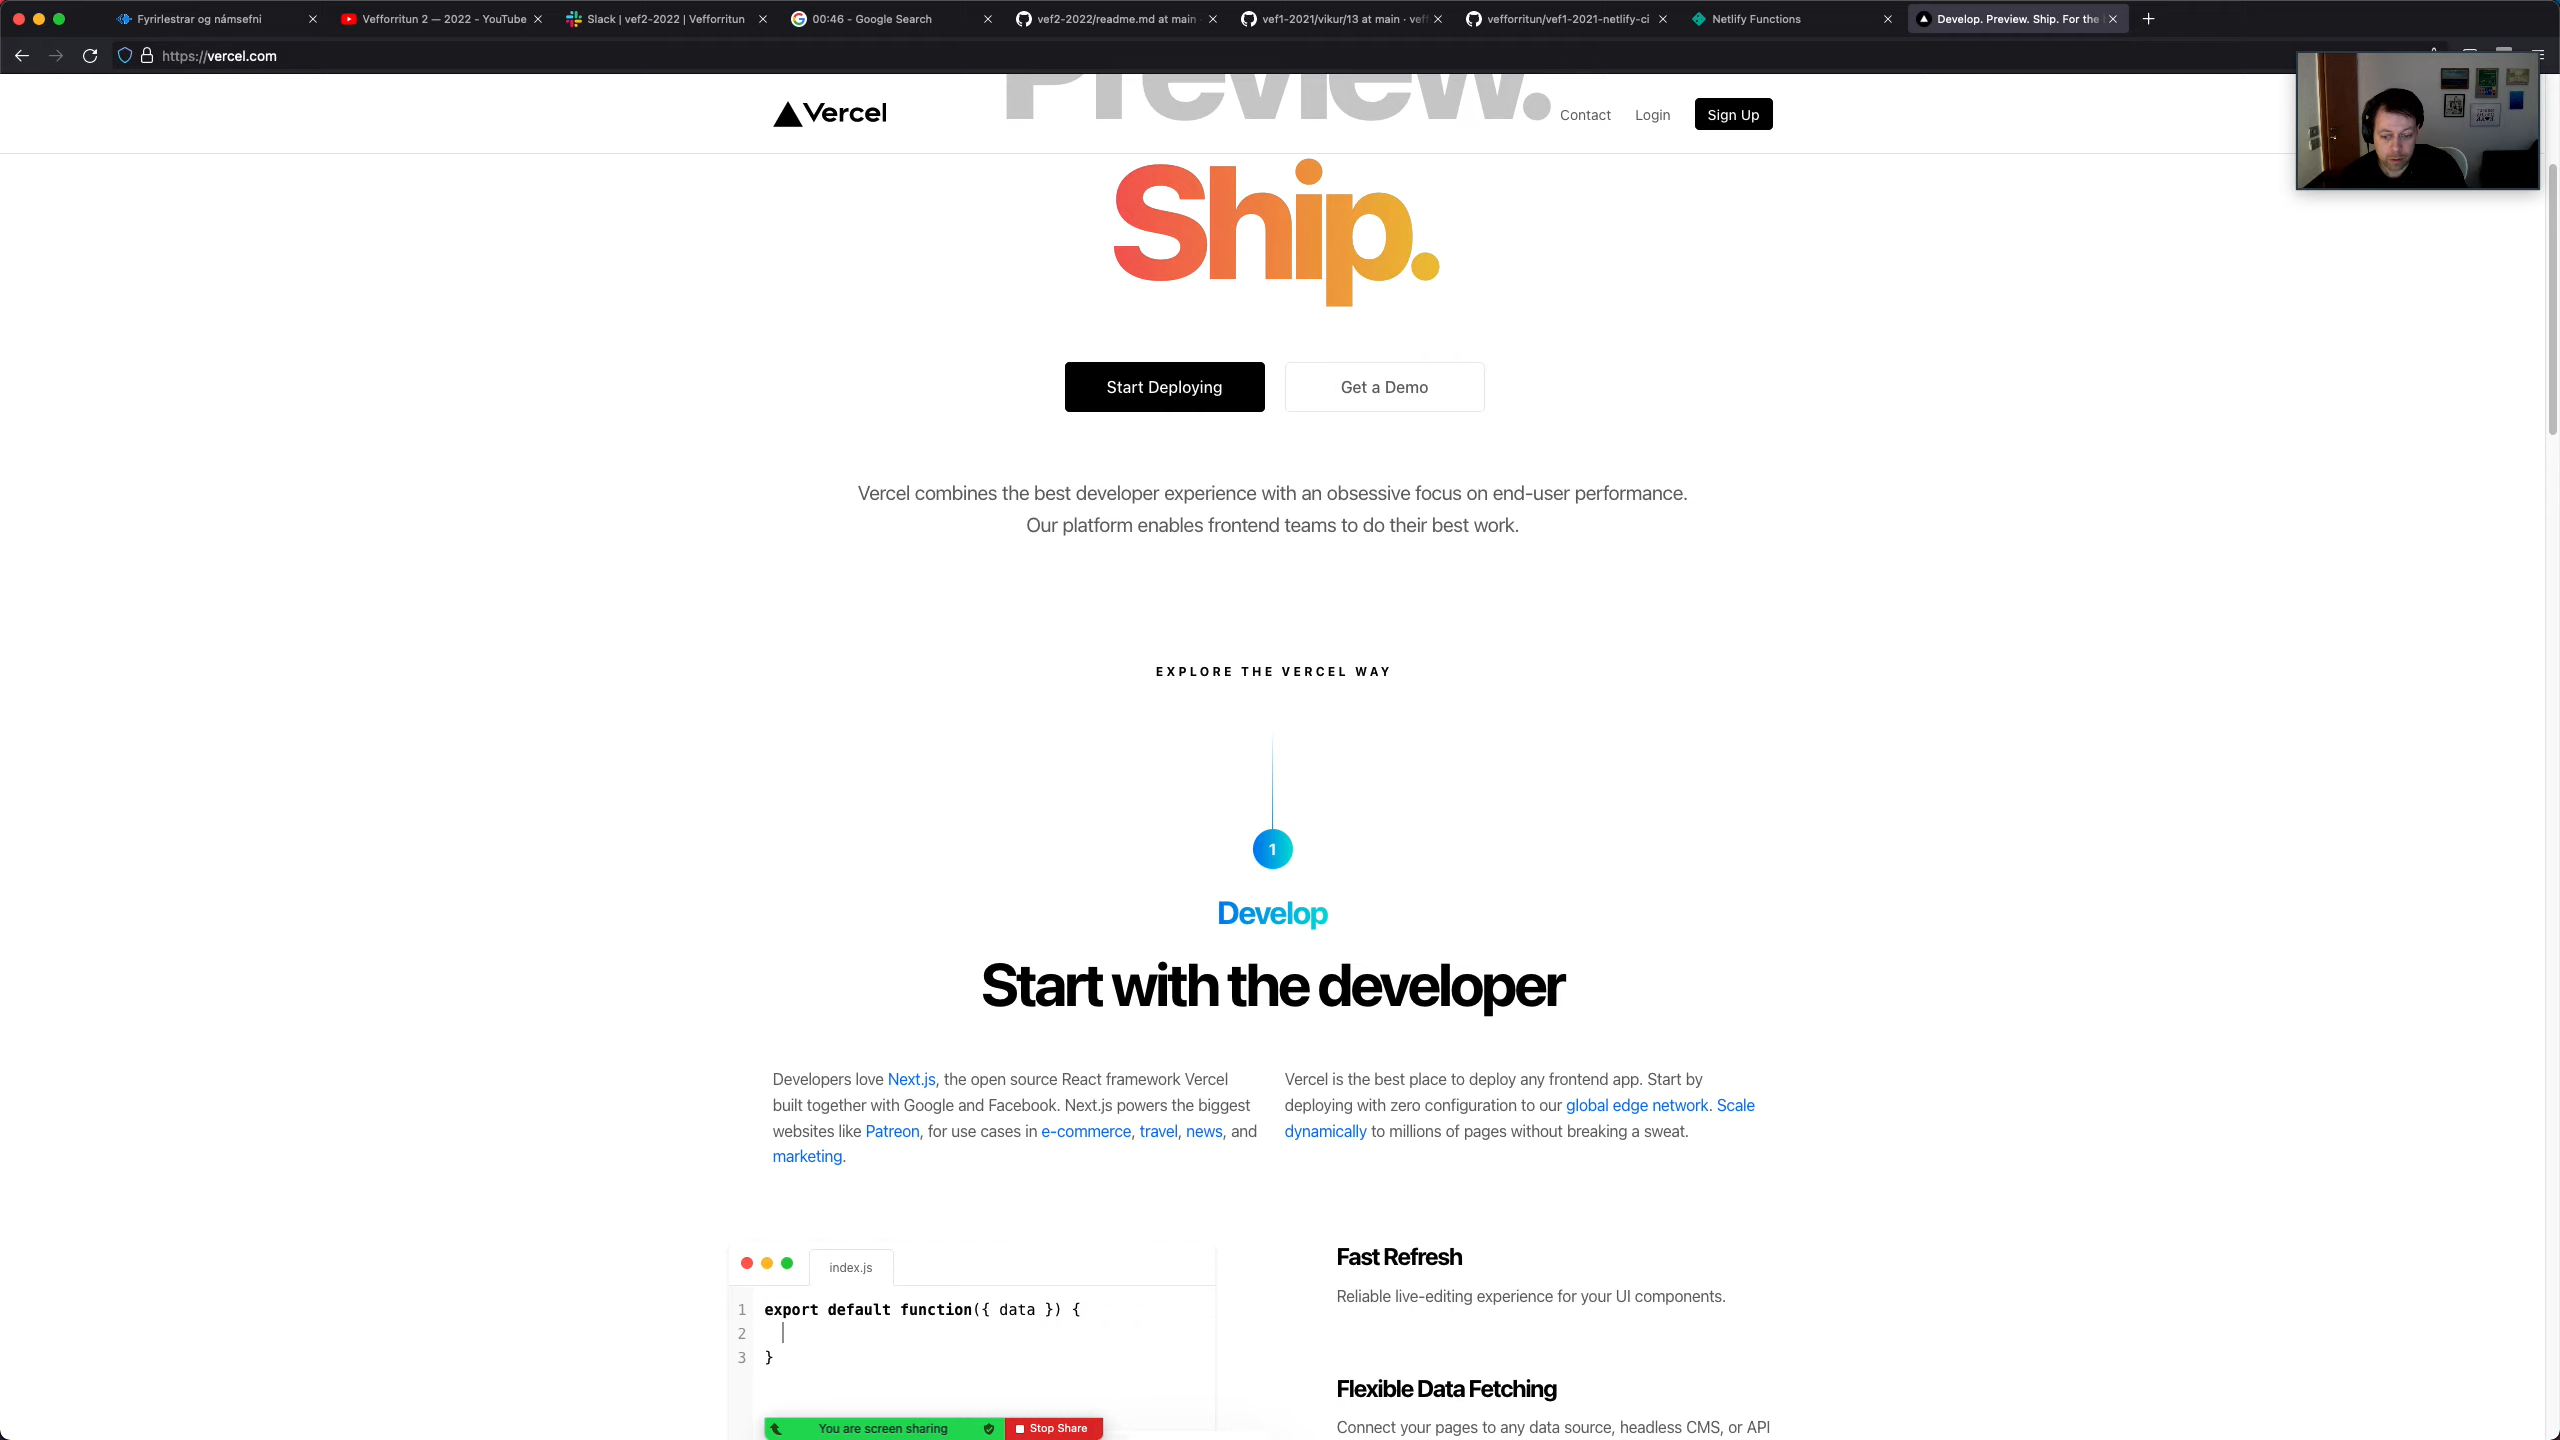 Fyrirlestrar og námsefni
Vefforritun 2 — 2022 - YouTube
Slack | vef2-2022 | Vefforritun
00:46 - Google Search
vef2-2022/readme.md at main
vef1-2021/vikur/13 at main · veff
vefforritun/vef1-2021-netlify-ci
Netlify Functions
Develop. Preview. Ship. For the
https://vercel.com
Preview.
Vercel
Contact
Login
Sign Up
Ship.
Start Deploying
Get a Demo
Vercel combines the best developer experience with an obsessive focus on end-user performance.
Our platform enables frontend teams to do their best work.
EXPLORE THE VERCEL WAY
1
Develop
Start with the developer
Developers love Next.js, the open source React framework Vercel
built together with Google and Facebook. Next.js powers the biggest
websites like Patreon, for use cases in e-commerce, travel, news, and
marketing.
Vercel is the best place to deploy any frontend app. Start by
deploying with zero configuration to our global edge network. Scale
dynamically to millions of pages without breaking a sweat.
index.js
1 export default function({ data }) {
2
3 }
Fast Refresh
Reliable live-editing experience for your UI components.
Flexible Data Fetching
Connect your pages to any data source, headless CMS, or API
You are screen sharing
Stop Share